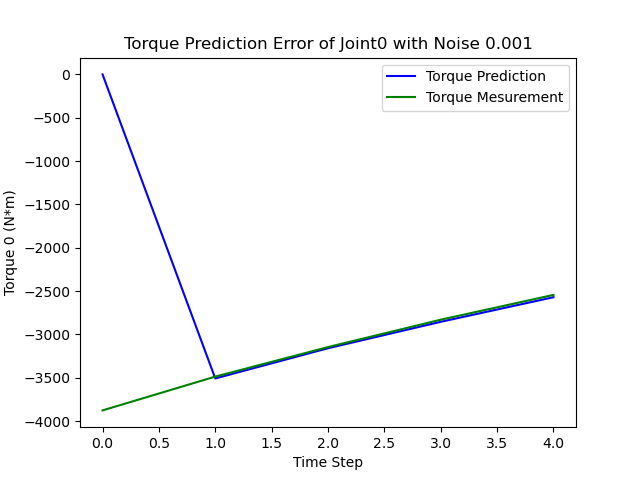 Torque Prediction Error of Joint0 with Noise 0.001
Torque Prediction
Torque Mesurement
Torque 0 (N*m)
0
−500
−1000
−1500
−2000
−2500
−3000
−3500
−4000
0.0 0.5 1.0 1.5 2.0 2.5 3.0 3.5 4.0
Time Step